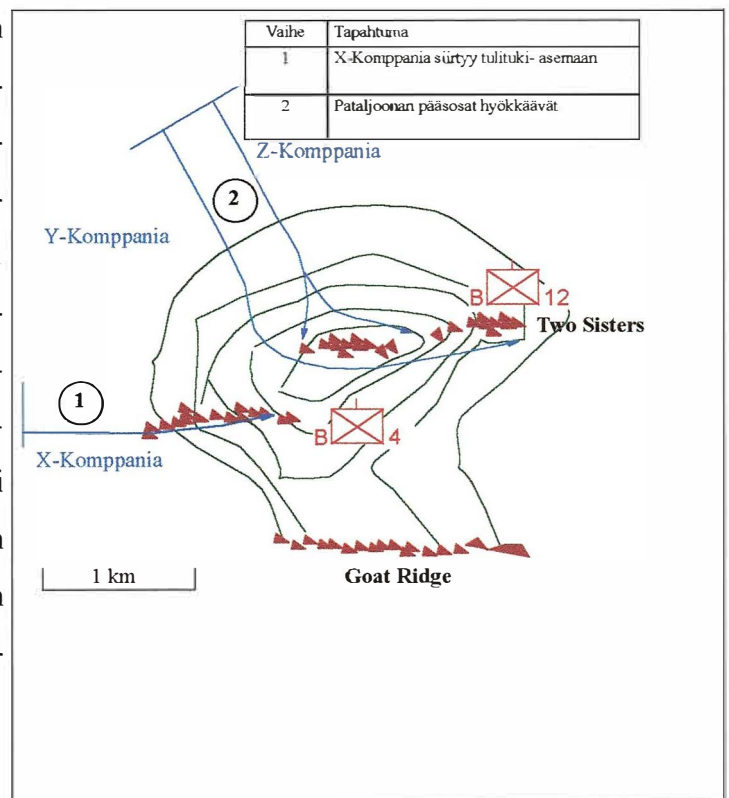 Vaihe Tapahtuma
1 X-Komppania siirtyy tulituki- asemaan
2 Pataljoonan pääsosat hyökkäävät
Z-Komppania
2
Y-Komppania
B 12
Two Sisters
1
B 4
X-Komppania
1 km
Goat Ridge